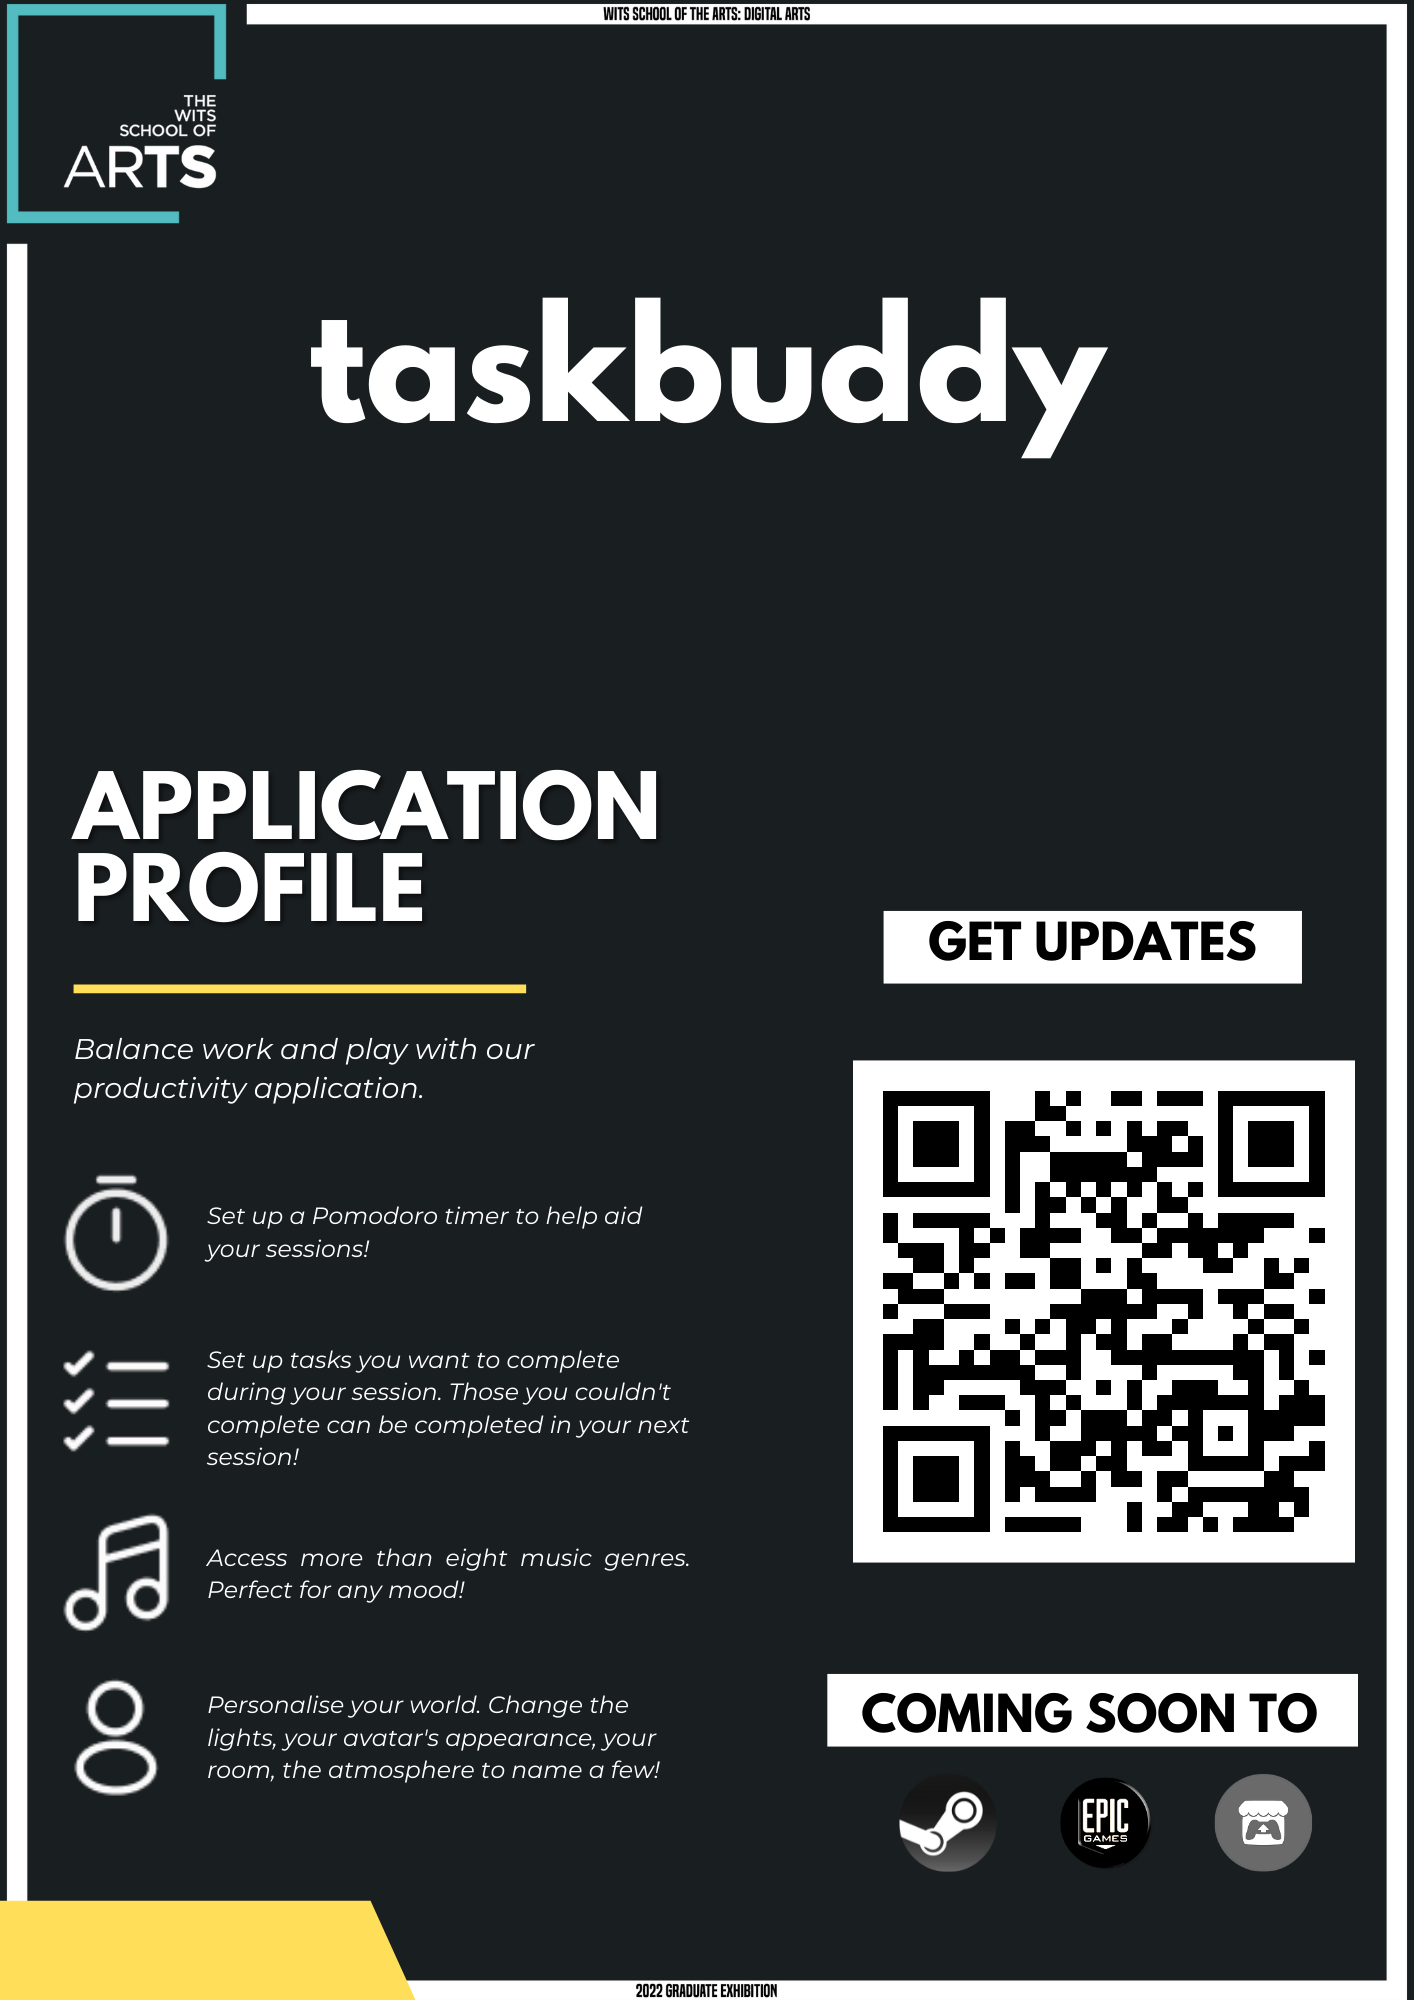 WITS SCHOOL OF THE ARTS: DIGITAL ARTS
THE
WITS
SCHOOL OF
ARTS
taskbuddy
APPLICATION
PROFILE
Balance work and play with our
productivity application.
Set up a Pomodoro timer to help aid
your sessions!
Set up tasks you want to complete
during your session. Those you couldn't
complete can be completed in your next
session!
Access more than eight music genres.
Perfect for any mood!
Personalise your world. Change the
lights, your avatar's appearance, your
room, the atmosphere to name a few!
GET UPDATES
COMING SOON TO
EPIC
GAMES
2022 GRADUATE EXHIBITION